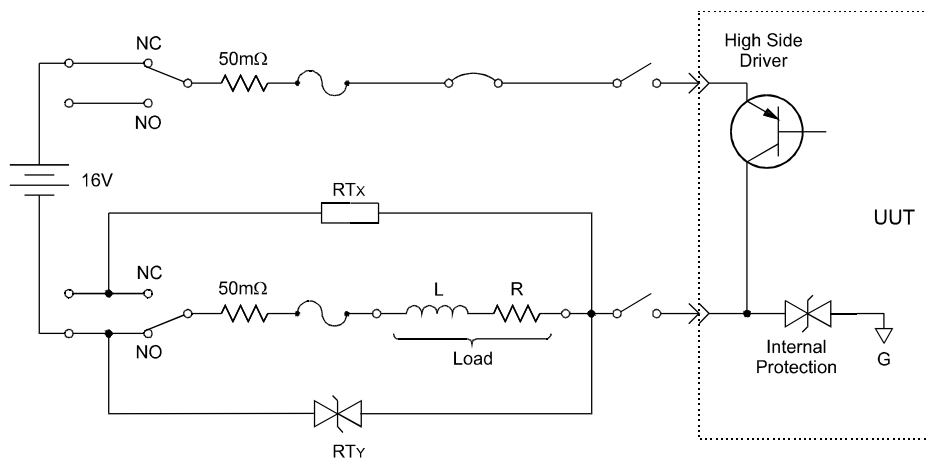 NC
50mΩ
High Side
Driver
NO
16V
RTX
UUT
NC
50mΩ
L
R
NO
Load
Internal
Protection
G
RTY